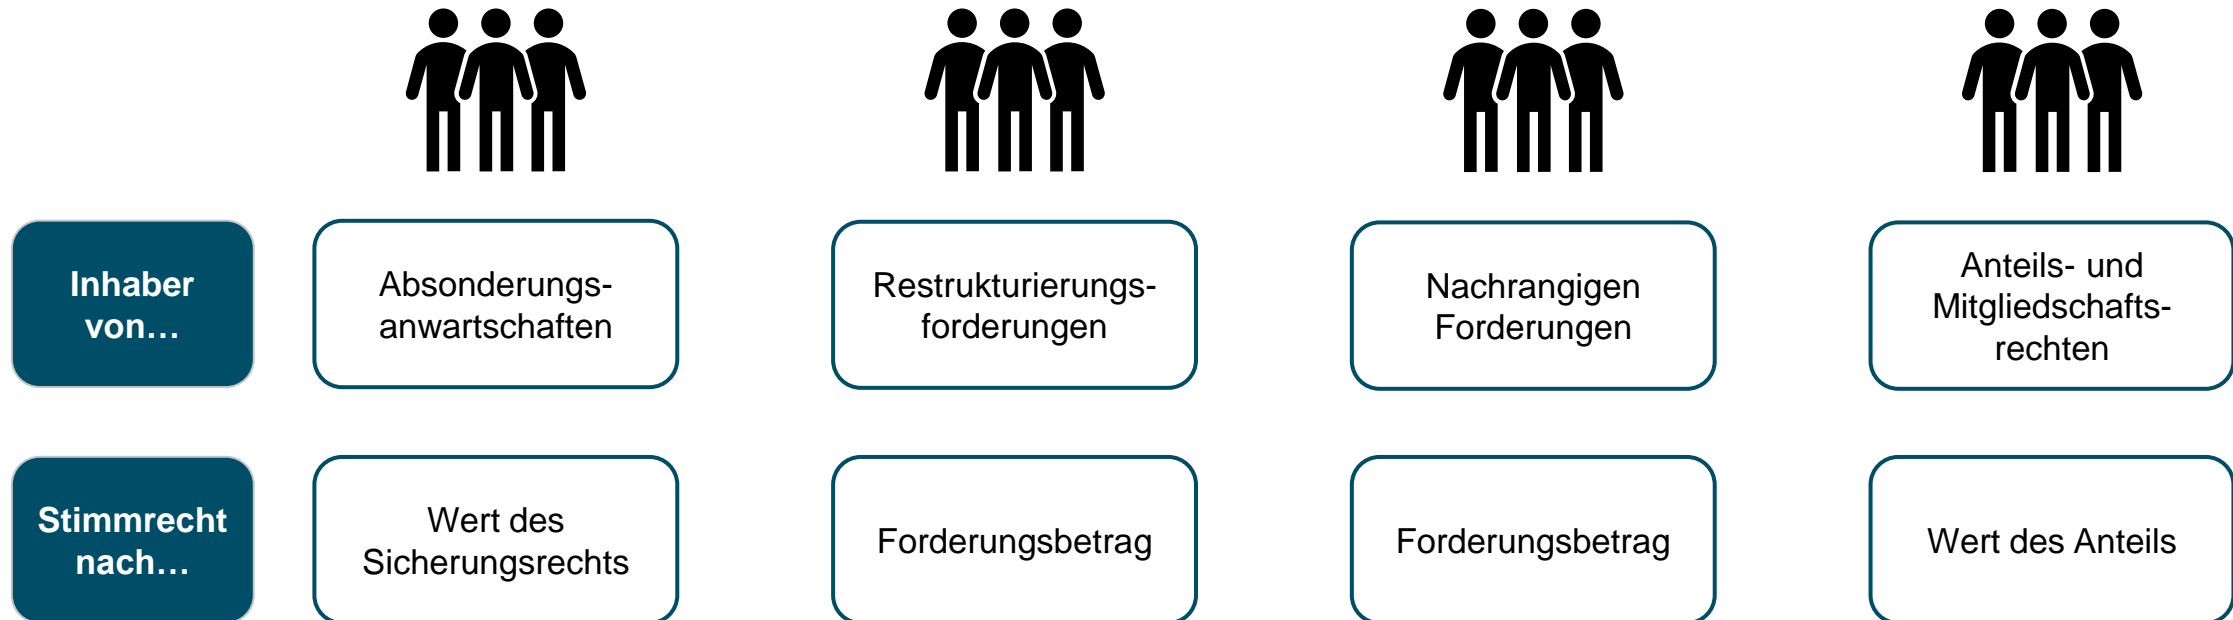 Inhaber
von…
Absonderungs-
anwartschaften
Restrukturierungs-
forderungen
Nachrangigen
Forderungen
Anteils- und
Mitgliedschafts-
rechten
Stimmrecht
nach…
Wert des
Sicherungsrechts
Forderungsbetrag
Forderungsbetrag
Wert des Anteils